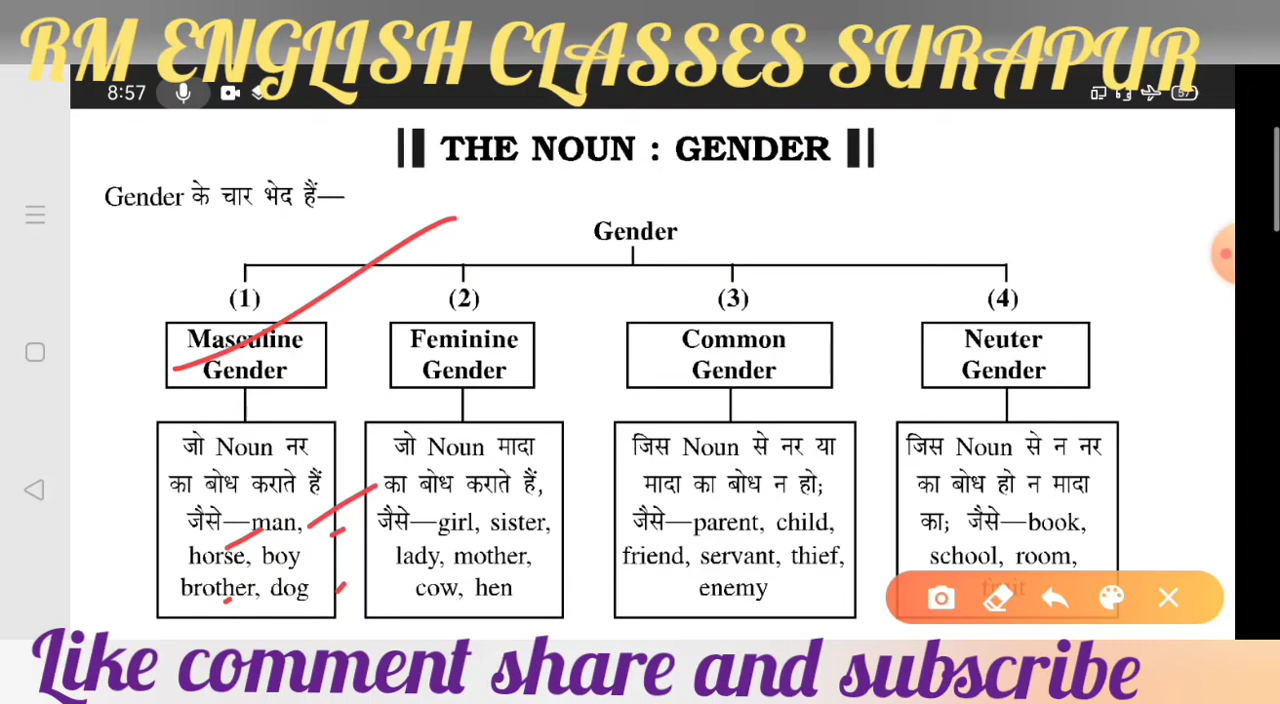 RM ENGLISH CLASSES SURAPUR
8:57
57
THE NOUN : GENDER
Gender के चार भेद हैं—
Gender
(1)
(2)
(3)
(4)
Masculine
Gender
Feminine
Gender
Common
Gender
Neuter
Gender
जो Noun नर
का बोध कराते हैं
जैसे—man,
horse, boy
brother, dog
जो Noun मादा
का बोध कराते हैं,
जैसे—girl, sister,
lady, mother,
cow, hen
जिस Noun से नर या
मादा का बोध न हो;
जैसे—parent, child,
friend, servant, thief,
enemy
जिस Noun से न नर
का बोध हो न मादा
का; जैसे—book,
school, room,
fruit
Like comment share and subscribe